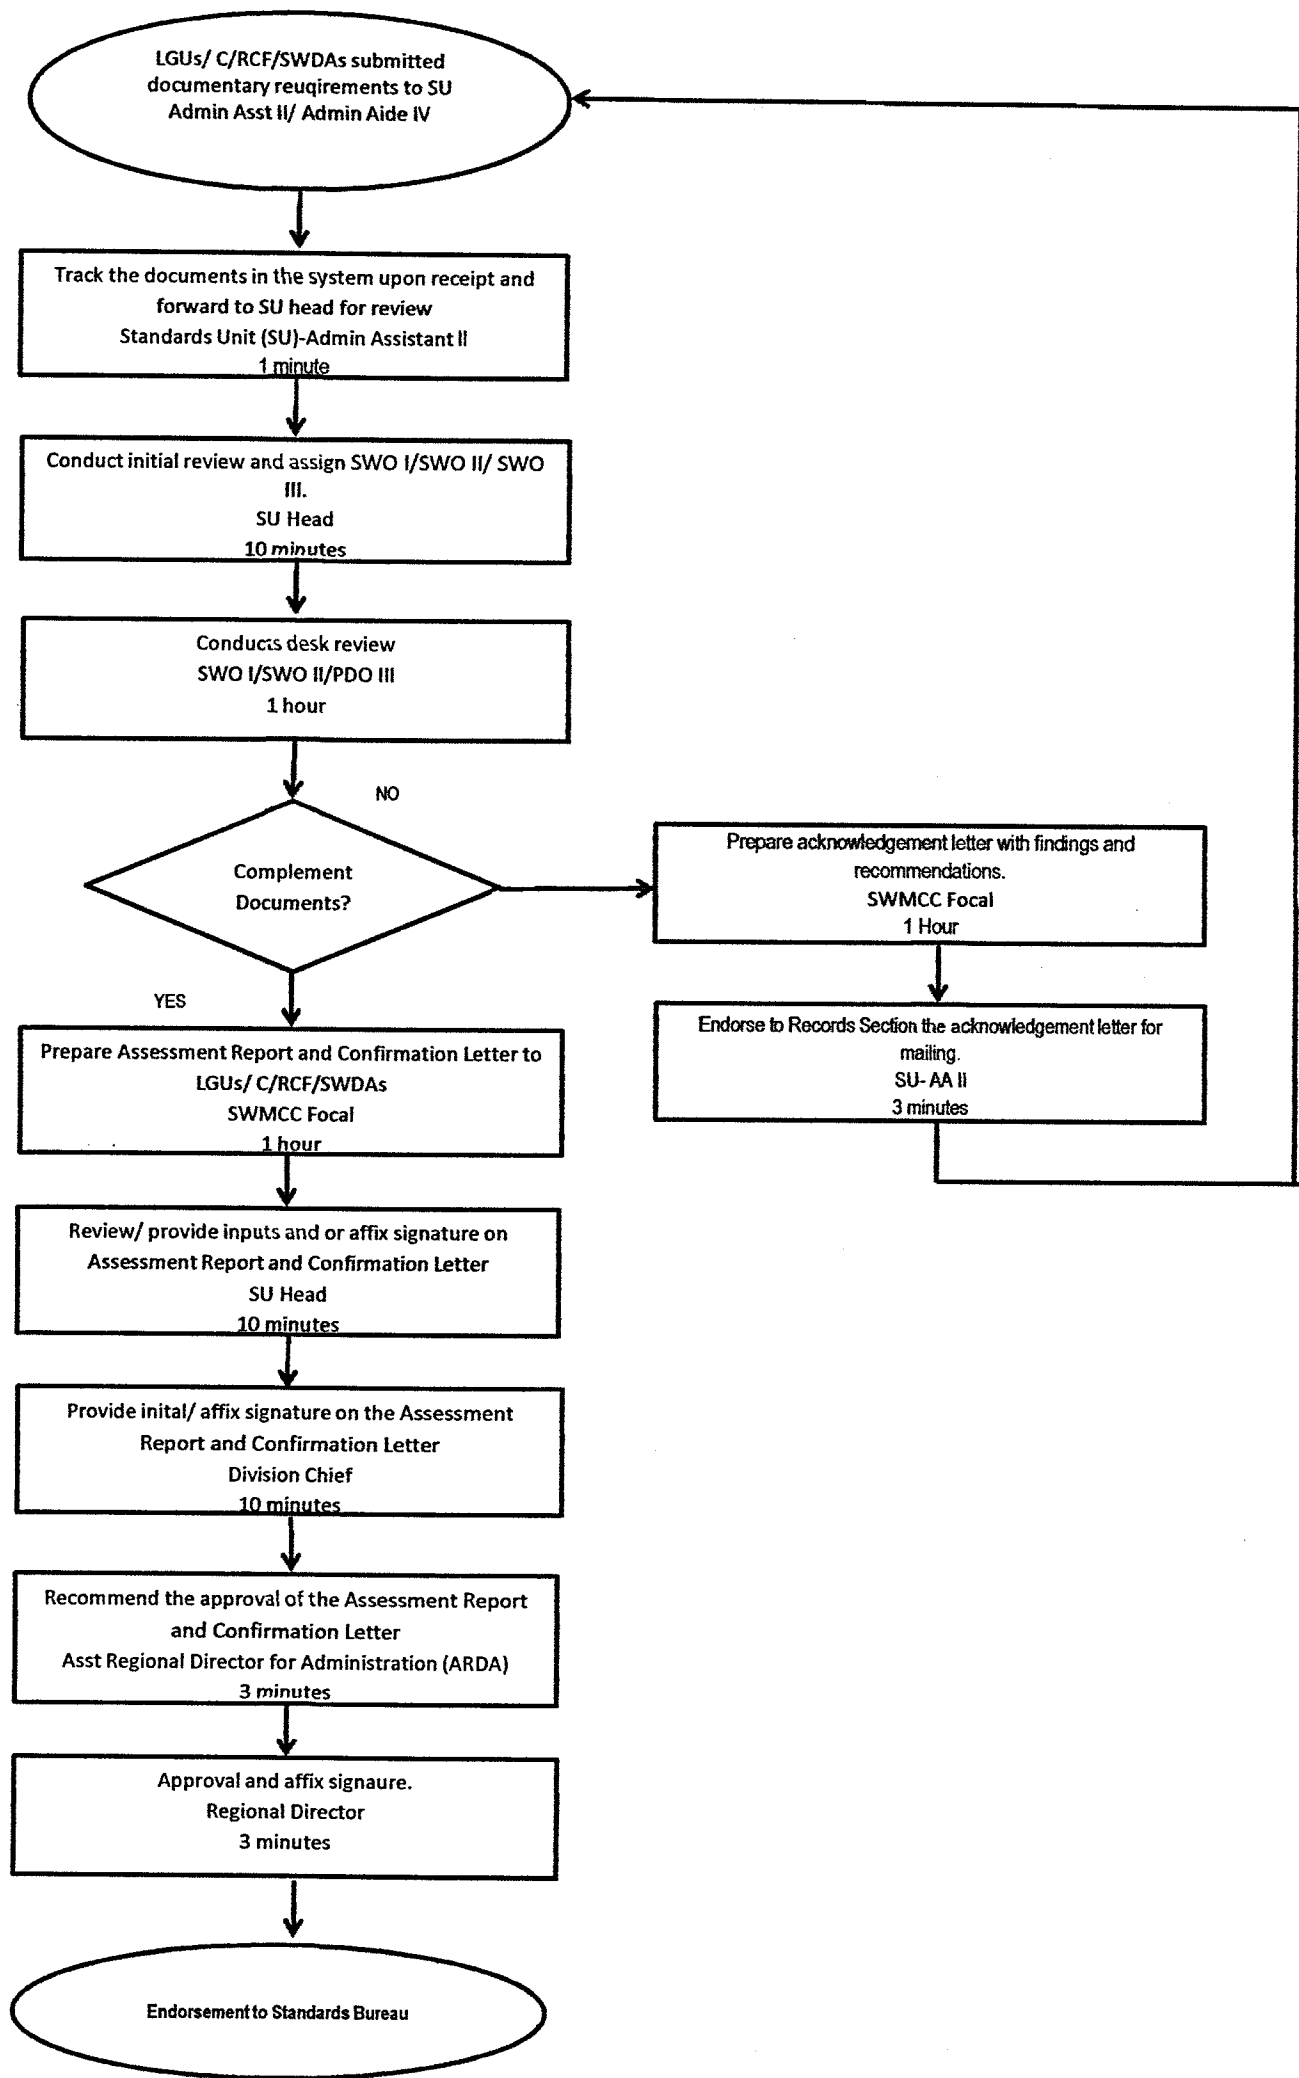 LGUs/ C/RCF/SWDAs submitted
documentary reuqirements to SU
Admin Asst II/ Admin Aide IV
Track the documents in the system upon receipt and
forward to SU head for review
Standards Unit (SU)-Admin Assistant II
1 minute
Conduct initial review and assign SWO I/SWO II/ SWO
III.
SU Head
10 minutes
Conducts desk review
SWO I/SWO II/PDO III
1 hour
NO
Complement
Documents?
Prepare acknowledgement letter with findings and
recommendations.
SWMCC Focal
1 Hour
YES
Endorse to Records Section the acknowledgement letter for
mailing.
SU- AA II
3 minutes
Prepare Assessment Report and Confirmation Letter to
LGUs/ C/RCF/SWDAs
SWMCC Focal
1 hour
Review/ provide inputs and or affix signature on
Assessment Report and Confirmation Letter
SU Head
10 minutes
Provide inital/ affix signature on the Assessment
Report and Confirmation Letter
Division Chief
10 minutes
Recommend the approval of the Assessment Report
and Confirmation Letter
Asst Regional Director for Administration (ARDA)
3 minutes
Approval and affix signaure.
Regional Director
3 minutes
Endorsement to Standards Bureau